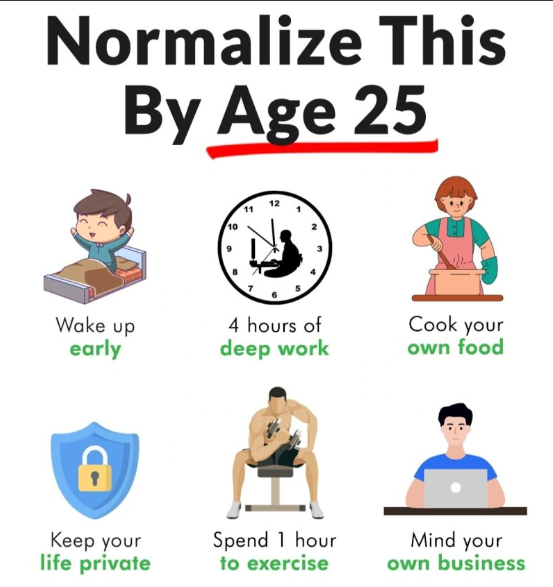 Normalize This
By Age 25
12
1
2
3
4
5
6
7
8
9
10
11
Wake up
early
4 hours of
deep work
Cook your
own food
Keep your
life private
Spend 1 hour
to exercise
Mind your
own business